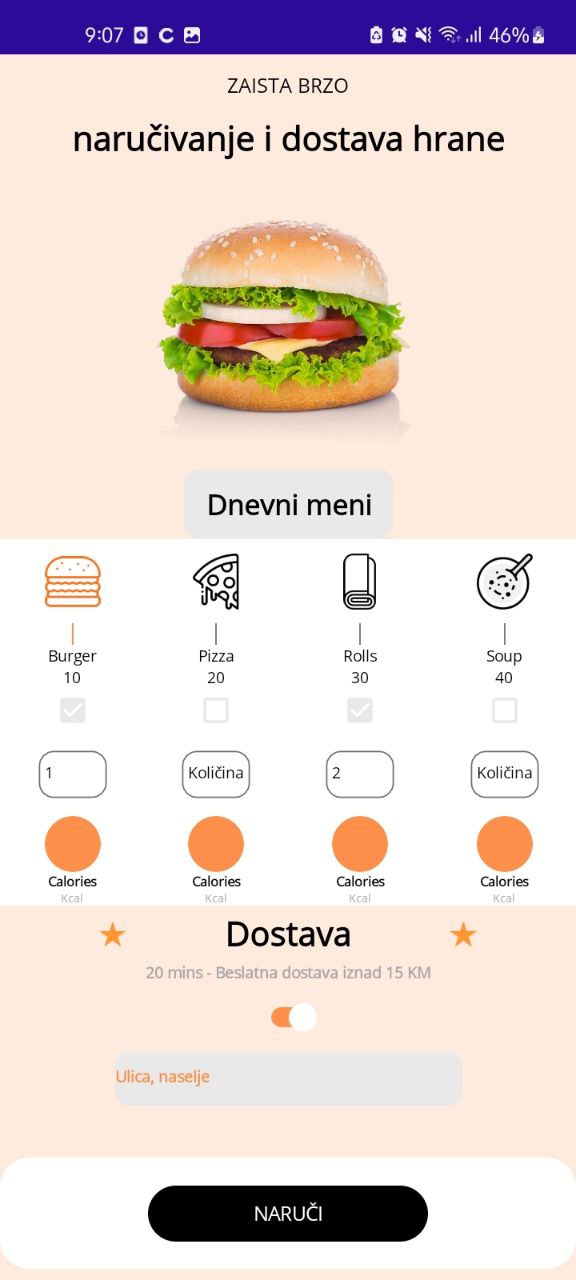 9:07 46%
ZAISTA BRZO
naručivanje i dostava hrane
Dnevni meni
Burger Pizza Rolls Soup
10 20 30 40
1 Količina 2 Količina
Calories Calories Calories Calories
Kcal Kcal Kcal Kcal
Dostava
20 mins - Beslatna dostava iznad 15 KM
Ulica, naselje
NARUČI